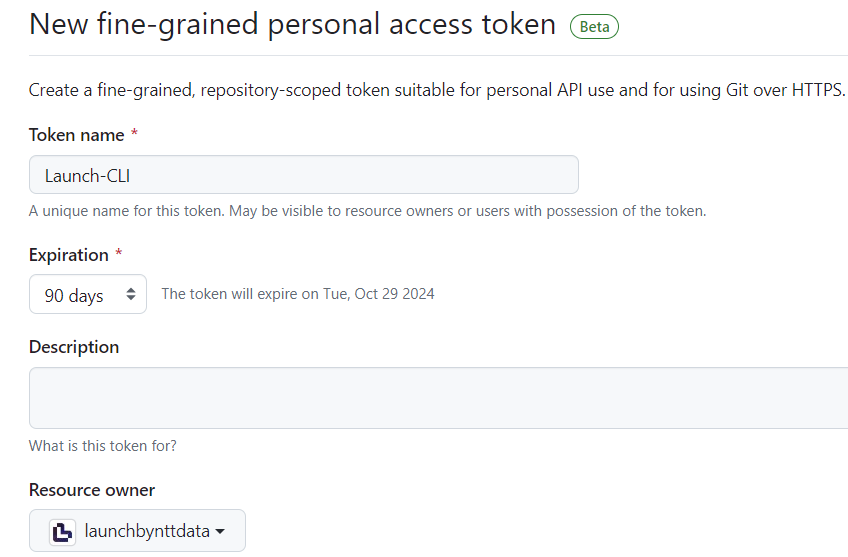 New fine-grained personal access token Beta
Create a fine-grained, repository-scoped token suitable for personal API use and for using Git over HTTPS.
Token name *
Launch-CLI
A unique name for this token. May be visible to resource owners or users with possession of the token.
Expiration *
90 days The token will expire on Tue, Oct 29 2024
Description
What is this token for?
Resource owner
launchbynttdata